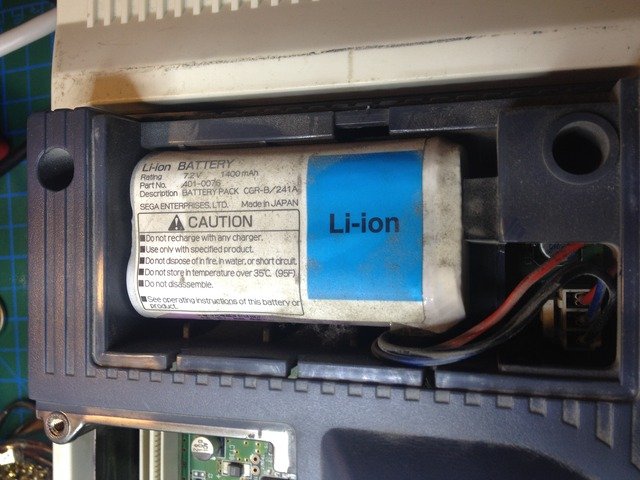 Li-ion BATTERY
Rating 7.2V 1400mAh
Part No. 401-0076
Description BATTERY PACK CGR-B/241A
SEGA ENTERPRISES, LTD. Made in JAPAN
CAUTION
■Do not recharge with any charger.
■Use only with specified product.
■Do not dispose of in fire, in water, or short circuit.
■Do not store in temperature over 35℃. (95F)
■Do not disassemble.
■See operating instructions of this battery or
product.
Li-ion